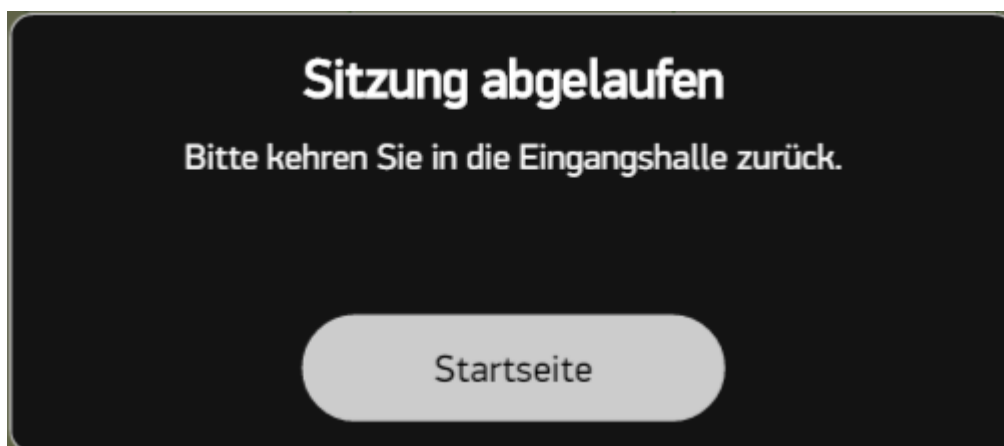 Sitzung abgelaufen
Bitte kehren Sie in die Eingangshalle zurück.
Startseite